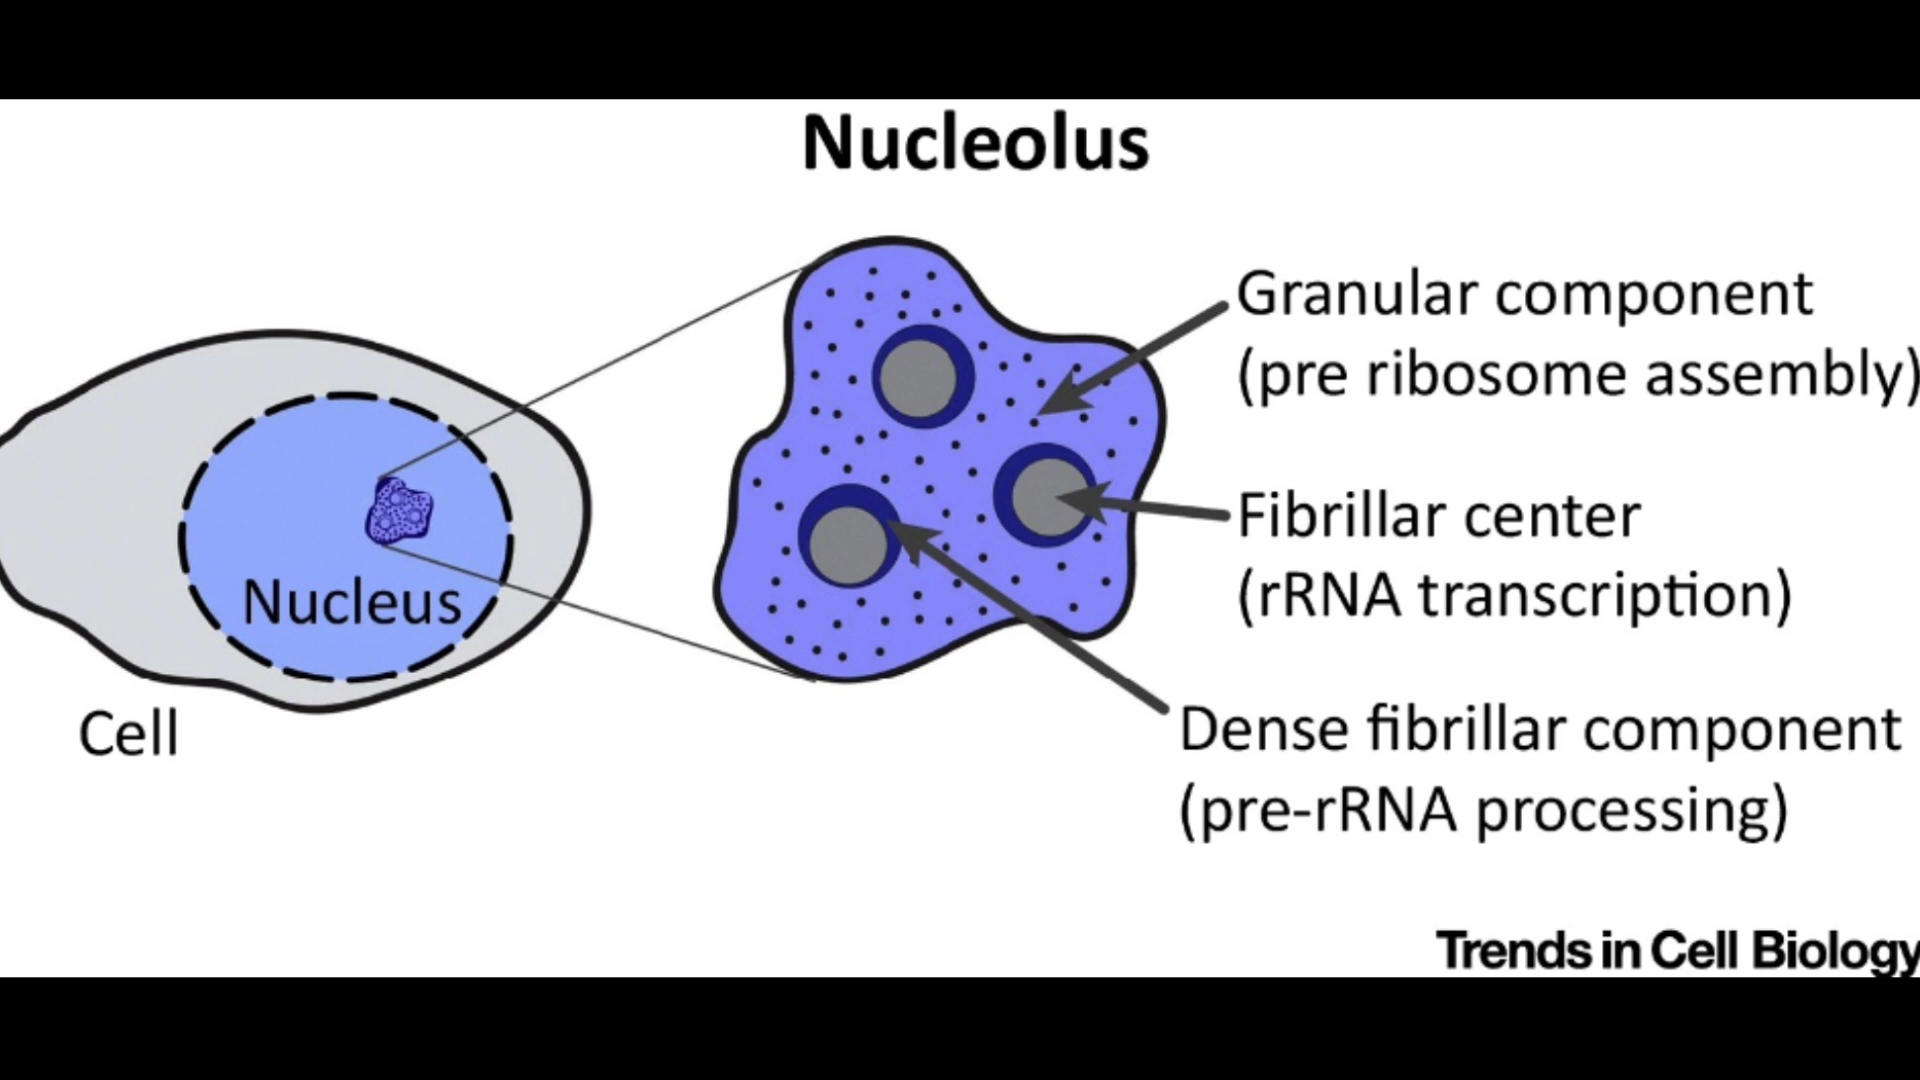 Nucleolus
Granular component
(pre ribosome assembly)
Fibrillar center
(rRNA transcription)
Nucleus
Cell
Dense fibrillar component
(pre-rRNA processing)
Trends in Cell Biology